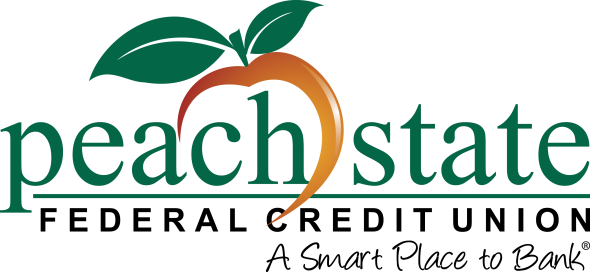 peach state
FEDERAL CREDIT UNION
A Smart Place to Bank®